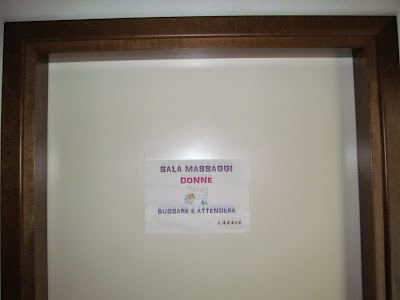 SALA MASSAGGI
DONNE
BUSSARE E ATTENDERE